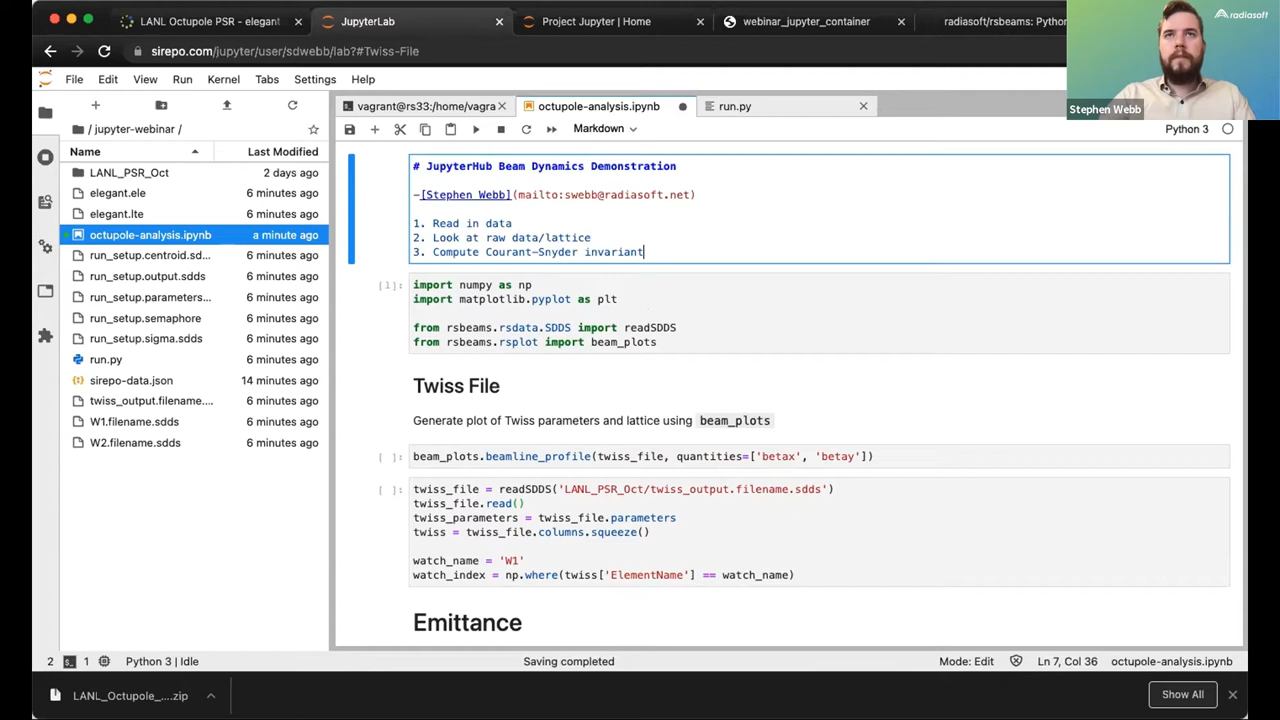 LANL Octupole PSR - elegant
JupyterLab
Project Jupyter | Home
webinar_jupyter_container
radiasoft/rsbeams: Python
radiasoft
sirepo.com/jupyter/user/sdwebb/lab?#Twiss-File
Stephen Webb
File Edit View Run Kernel Tabs Settings Help
vagrant@rs33:/home/vagra
octupole-analysis.ipynb
run.py
/ jupyter-webinar /
Markdown
Python 3
Name Last Modified
LANL_PSR_Oct 2 days ago
elegant.ele 6 minutes ago
elegant.lte 6 minutes ago
octupole-analysis.ipynb a minute ago
run_setup.centroid.sd... 6 minutes ago
run_setup.output.sdds 6 minutes ago
run_setup.parameters... 6 minutes ago
run_setup.semaphore 6 minutes ago
run_setup.sigma.sdds 6 minutes ago
run.py 6 minutes ago
sirepo-data.json 14 minutes ago
twiss_output.filename.... 6 minutes ago
W1.filename.sdds 6 minutes ago
W2.filename.sdds 6 minutes ago
# JupyterHub Beam Dynamics Demonstration
-[Stephen Webb](mailto:swebb@radiasoft.net)
1. Read in data
2. Look at raw data/lattice
3. Compute Courant-Snyder invariant
[1]:
import numpy as np
import matplotlib.pyplot as plt
from rsbeams.rsdata.SDDS import readSDDS
from rsbeams.rsplot import beam_plots
Twiss File
Generate plot of Twiss parameters and lattice using beam_plots
[ ]:
beam_plots.beamline_profile(twiss_file, quantities=['betax', 'betay'])
[ ]:
twiss_file = readSDDS('LANL_PSR_Oct/twiss_output.filename.sdds')
twiss_file.read()
twiss_parameters = twiss_file.parameters
twiss = twiss_file.columns.squeeze()
watch_name = 'W1'
watch_index = np.where(twiss['ElementName'] == watch_name)
Emittance
2 1 Python 3 | Idle Saving completed Mode: Edit Ln 7, Col 36 octupole-analysis.ipynb
LANL_Octupole_....zip
Show All